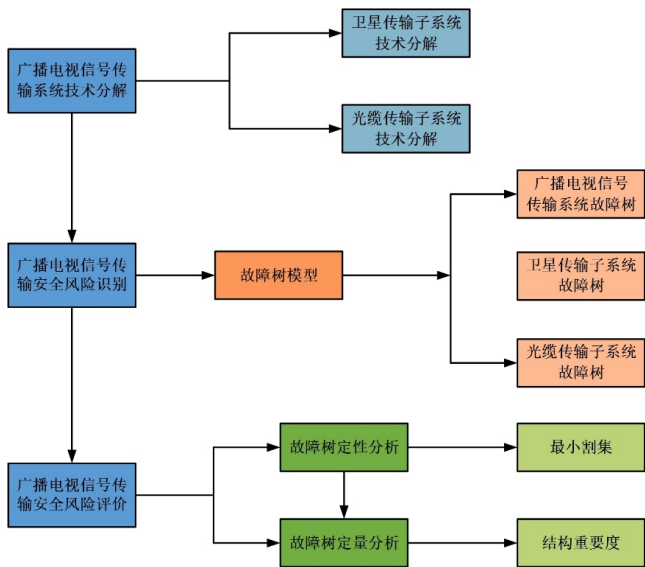 卫星传输子系统
技术分解
广播电视信号传
输系统技术分解
光缆传输子系统
技术分解
广播电视信号
传输系统故障树
广播电视信号传
输安全风险识别
故障树模型
卫星传输子系统
故障树
光缆传输子系统
故障树
故障树定性分析
最小割集
广播电视信号传
输安全风险评价
故障树定量分析
结构重要度